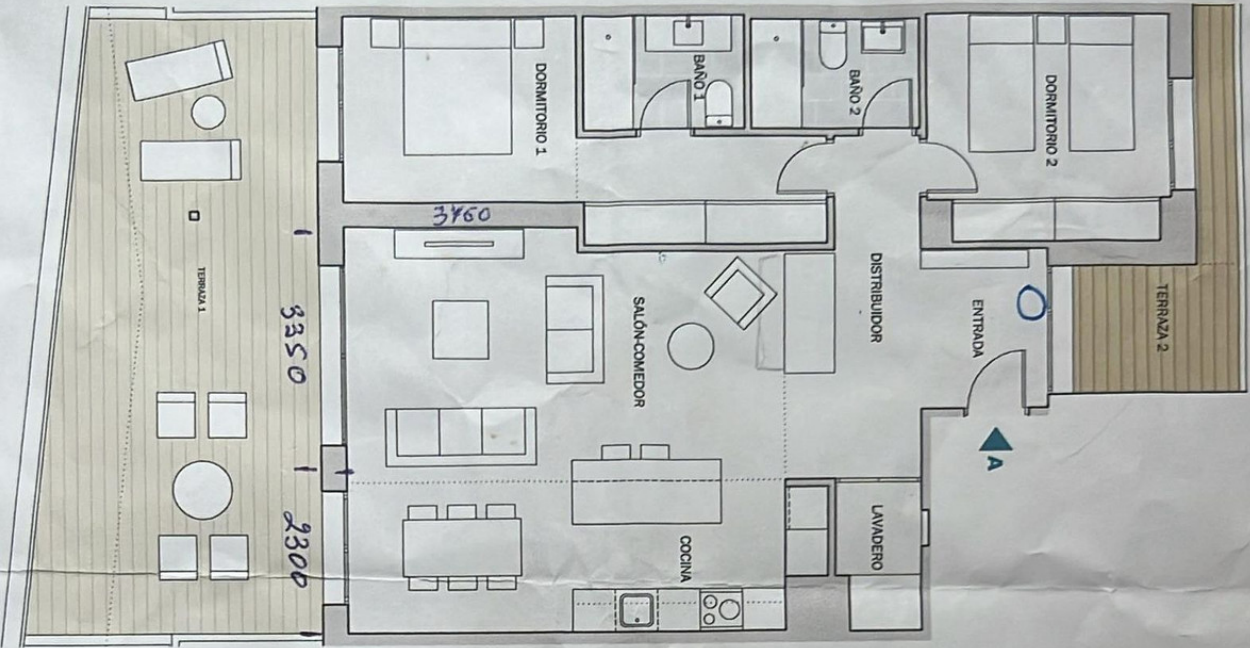 DORMITORIO 1
BAÑO 1
BAÑO 2
DORMITORIO 2
3460
TERRAZA 1
3350
2300
SALÓN-COMEDOR
DISTRIBUIDOR
ENTRADA
TERRAZA 2
A
COCINA
LAVADERO